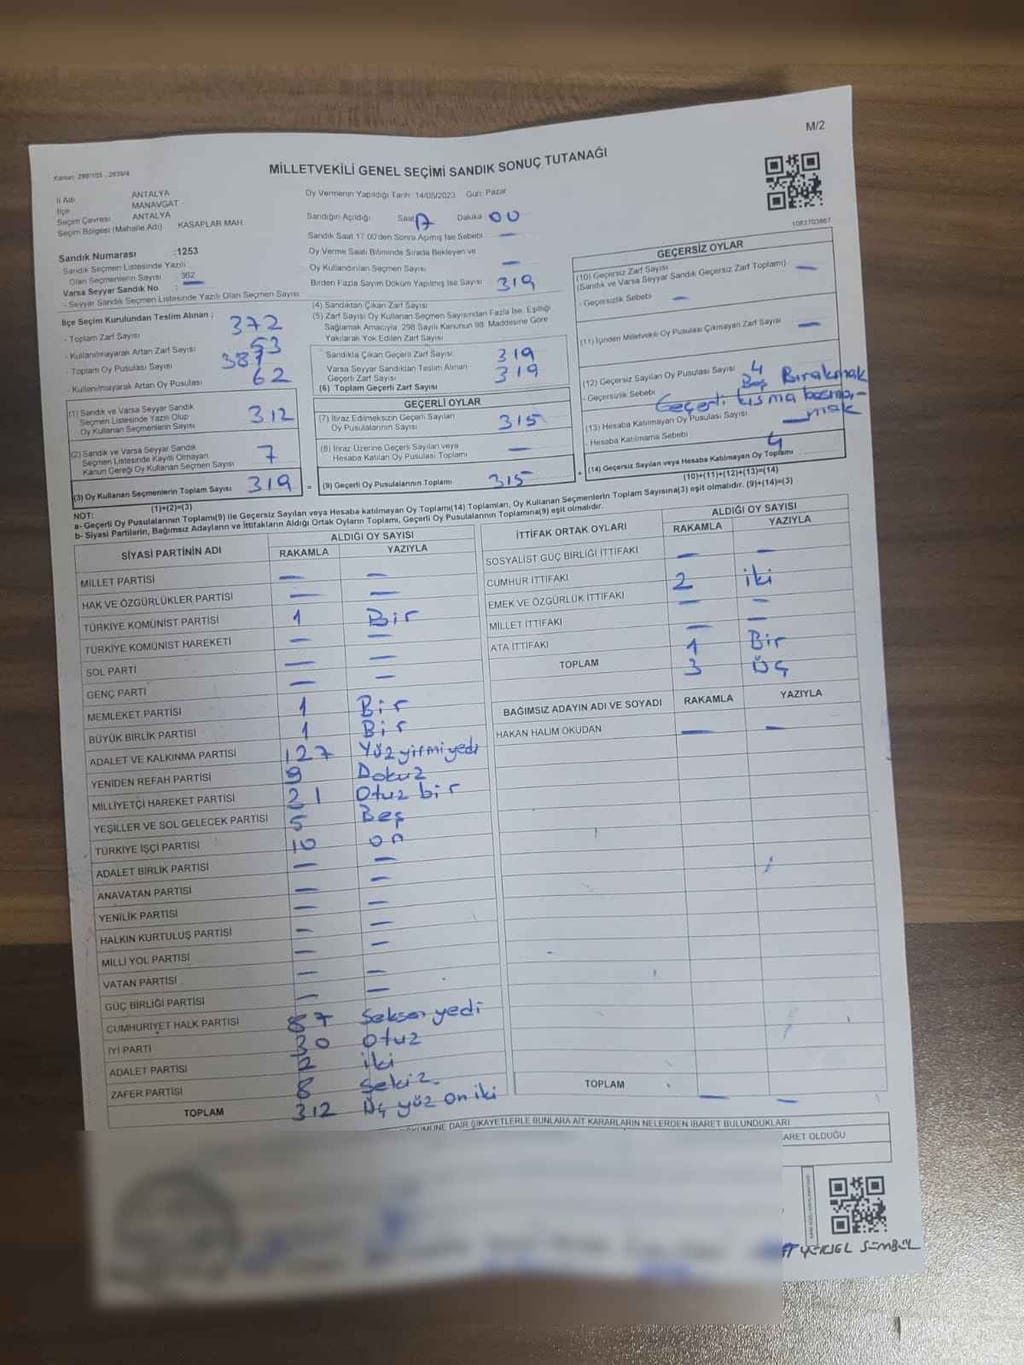 M/2
MİLLETVEKİLİ GENEL SEÇİMİ SANDIK SONUÇ TUTANAĞI
İl Adı ANTALYA
İlçe MANAVGAT
Seçim Çevresi ANTALYA
Seçim Bölgesi (Mahalle Adı) KASAPLAR MAH.
Oy Vermenin Yapıldığı Tarih :14/05/2023 Gün: Pazar
Sandığın Açıldığı Saat 17 Dakika 00
Sandık Saat 17:00'den Sonra Açılmış İse Sebebi —
Oy Verme Saati Bitiminde Sırada Bekleyen ve
Oy Kullandırılan Seçmen Sayısı —
Birden Fazla Sayım Döküm Yapılmış İse Sayısı 319
1083703867
Sandık Numarası :1253
Sandık Seçmen Listesinde Yazılı
Olan Seçmenlerin Sayısı : 362
Varsa Seyyar Sandık No : —
- Seyyar Sandık Seçmen Listesinde Yazılı Olan Seçmen Sayısı
İlçe Seçim Kurulundan Teslim Alınan ;
- Toplam Zarf Sayısı 372
- Kullanılmayarak Artan Zarf Sayısı 53
- Toplam Oy Pusulası Sayısı
- Kullanılmayarak Artan Oy Pusulası 62
(1) Sandık ve Varsa Seyyar Sandık
Seçmen Listesinde Yazılı Olup
Oy Kullanan Seçmenlerin Sayısı 312
(2) Sandık ve Varsa Seyyar Sandık
Seçmen Listesinde Kayıtlı Olmayan
Kanun Gereği Oy Kullanan Seçmen Sayısı 7
(3) Oy Kullanan Seçmenlerin Toplam Sayısı 319 =
(1)+(2)=(3)
(4) Sandıktan Çıkan Zarf Sayısı
(5) Zarf Sayısı Oy Kullanan Seçmen Sayısından Fazla İse, Eşitliği
Sağlamak Amacıyla, 298 Sayılı Kanunun 98. Maddesine Göre
Yakılarak Yok Edilen Zarf Sayısı
Sandıkla Çıkan Geçerli Zarf Sayısı 319
Varsa Seyyar Sandıktan Teslim Alınan
Geçerli Zarf Sayısı 319
(6) Toplam Geçerli Zarf Sayısı
GEÇERLİ OYLAR
(7) İtiraz Edilmeksizin Geçerli Sayılan
Oy Pusulalarının Sayısı 315
(8) İtiraz Üzerine Geçerli Sayılan veya
Hesaba Katılan Oy Pusulası Toplamı —
(9) Geçerli Oy Pusulalarının Toplamı 315 +
GEÇERSİZ OYLAR
(10) Geçersiz Zarf Sayısı
(Sandık ve Varsa Seyyar Sandık Geçersiz Zarf Toplamı) —
- Geçersizlik Sebebi —
(11) İçinden Milletvekili Oy Pusulası Çıkmayan Zarf Sayısı —
(12) Geçersiz Sayılan Oy Pusulası Sayısı 4
- Geçersizlik Sebebi Boş Bırakmak
Geçerli kısma basma-
mak
(13) Hesaba Katılmayan Oy Pusulası Sayısı —
- Hesaba Katılmama Sebebi
4
(14) Geçersiz Sayılan veya Hesaba Katılmayan Oy Toplamı
(10)+(11)+(12)+(13)=(14)
NOT:
a- Geçerli Oy Pusulalarının Toplamı(9) ile Geçersiz Sayılan veya Hesaba Katılmayan Oy Toplamı(14) Toplamları, Oy Kullanan Seçmenlerin Toplam Sayısına(3) eşit olmalıdır. (9)+(14)=(3)
b- Siyasi Partilerin, Bağımsız Adayların ve İttifakların Aldığı Ortak Oyların Toplamı, Geçerli Oy Pusulalarının Toplamına(9) eşit olmalıdır.
SİYASİ PARTİNİN ADI ALDIĞI OY SAYISI
RAKAMLA YAZIYLA
MİLLET PARTİSİ — —
HAK VE ÖZGÜRLÜKLER PARTİSİ — —
TÜRKİYE KOMÜNİST PARTİSİ 1 Bir
TÜRKİYE KOMÜNİST HAREKETİ — —
SOL PARTİ — —
GENÇ PARTİ — —
MEMLEKET PARTİSİ 1 Bir
BÜYÜK BİRLİK PARTİSİ 1 Bir
ADALET VE KALKINMA PARTİSİ 127 Yüz yirmi yedi
YENİDEN REFAH PARTİSİ 9 Dokuz
MİLLİYETÇİ HAREKET PARTİSİ 21 Otuz bir
YEŞİLLER VE SOL GELECEK PARTİSİ 5 Beş
TÜRKİYE İŞÇİ PARTİSİ 10 on
ADALET BİRLİK PARTİSİ — —
ANAVATAN PARTİSİ — —
YENİLİK PARTİSİ — —
HALKIN KURTULUŞ PARTİSİ — —
MİLLİ YOL PARTİSİ — —
VATAN PARTİSİ — —
GÜÇ BİRLİĞİ PARTİSİ — —
CUMHURİYET HALK PARTİSİ 87 Seksen yedi
İYİ PARTİ 30 otuz
ADALET PARTİSİ 2 iki
ZAFER PARTİSİ 8 Sekiz
TOPLAM 312 Üç yüz on iki
İTTİFAK ORTAK OYLARI ALDIĞI OY SAYISI
RAKAMLA YAZIYLA
SOSYALİST GÜÇ BİRLİĞİ İTTİFAKI — —
CUMHUR İTTİFAKI 2 iki
EMEK VE ÖZGÜRLÜK İTTİFAKI — —
MİLLET İTTİFAKI — —
ATA İTTİFAKI 1 Bir
TOPLAM 3 Üç
BAĞIMSIZ ADAYIN ADI VE SOYADI RAKAMLA YAZIYLA
HAKAN HALİM OKUDAN — —
TOPLAM — —
DÖKÜMÜNE DAİR ŞİKAYETLERLE BUNLARA AİT KARARLARIN NELERDEN İBARET BULUNDUKLARI
ARET OLDUĞU
YÜKSEL SÜMBÜL